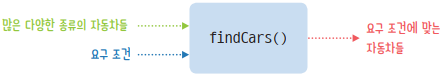 많은 다양한 종류의 자동차들
요구 조건
findCars()
요구 조건에 맞는
자동차들